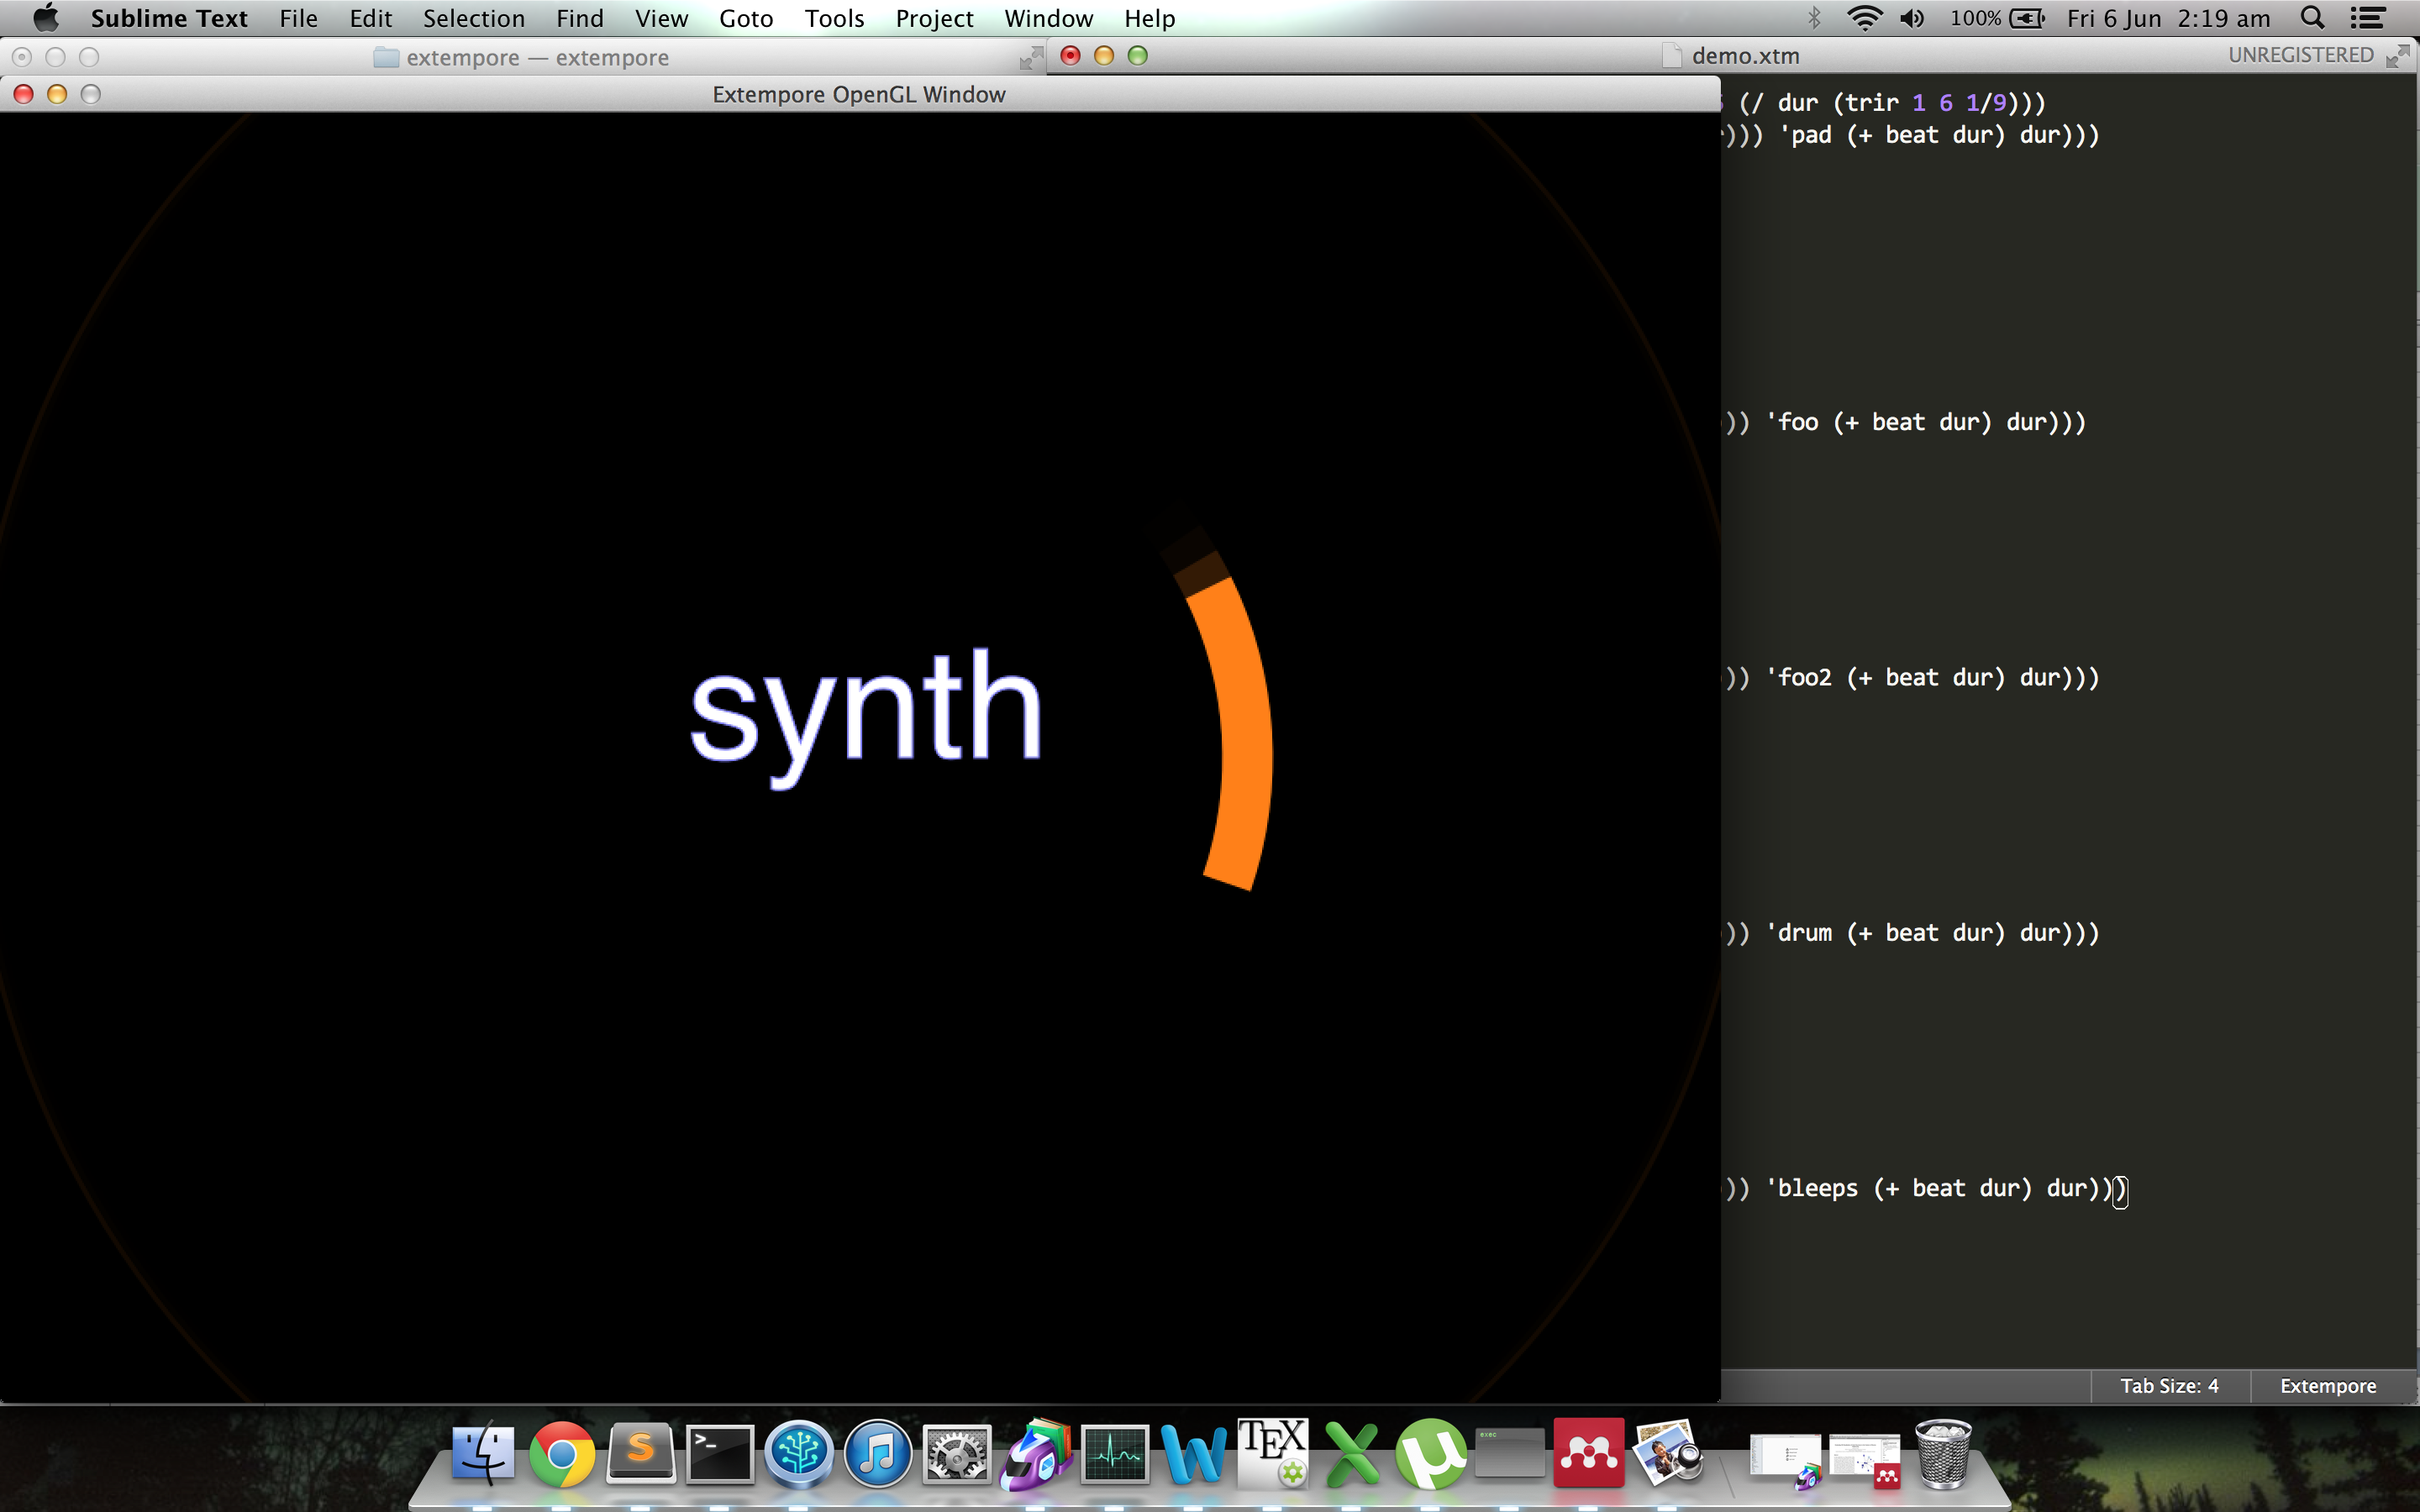 Sublime Text File Edit Selection Find View Goto Tools Project Window Help 100% Fri 6 Jun 2:19 am
extempore — extempore
demo.xtm UNREGISTERED
Extempore OpenGL Window
(/ dur (trir 1 6 1/9)))
))) 'pad (+ beat dur) dur)))
)) 'foo (+ beat dur) dur)))
)) 'foo2 (+ beat dur) dur)))
synth
)) 'drum (+ beat dur) dur)))
)) 'bleeps (+ beat dur) dur)))
Tab Size: 4 Extempore
S >_ W TEX X µ exec